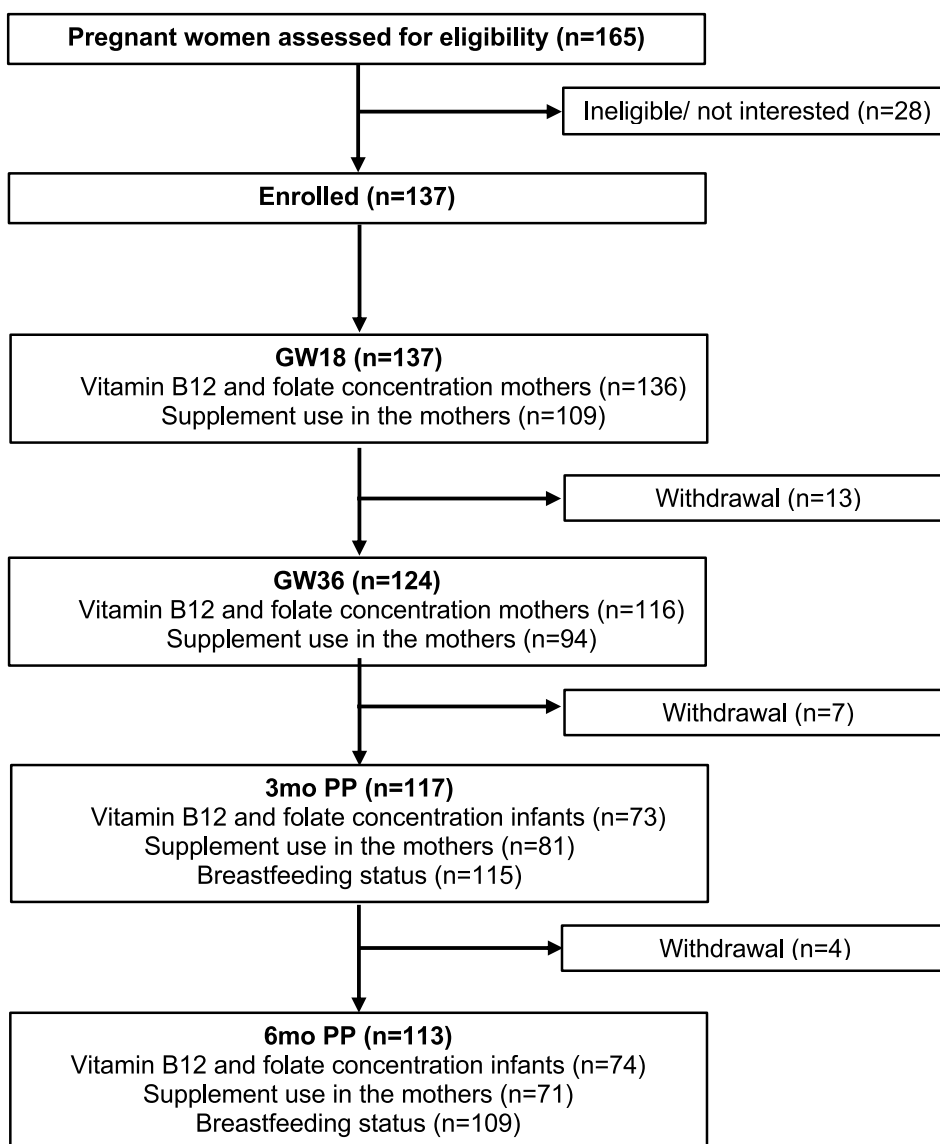 Pregnant women assessed for eligibility (n=165)
Ineligible/ not interested (n=28)
Enrolled (n=137)
GW18 (n=137)
Vitamin B12 and folate concentration mothers (n=136)
Supplement use in the mothers (n=109)
Withdrawal (n=13)
GW36 (n=124)
Vitamin B12 and folate concentration mothers (n=116)
Supplement use in the mothers (n=94)
Withdrawal (n=7)
3mo PP (n=117)
Vitamin B12 and folate concentration infants (n=73)
Supplement use in the mothers (n=81)
Breastfeeding status (n=115)
Withdrawal (n=4)
6mo PP (n=113)
Vitamin B12 and folate concentration infants (n=74)
Supplement use in the mothers (n=71)
Breastfeeding status (n=109)